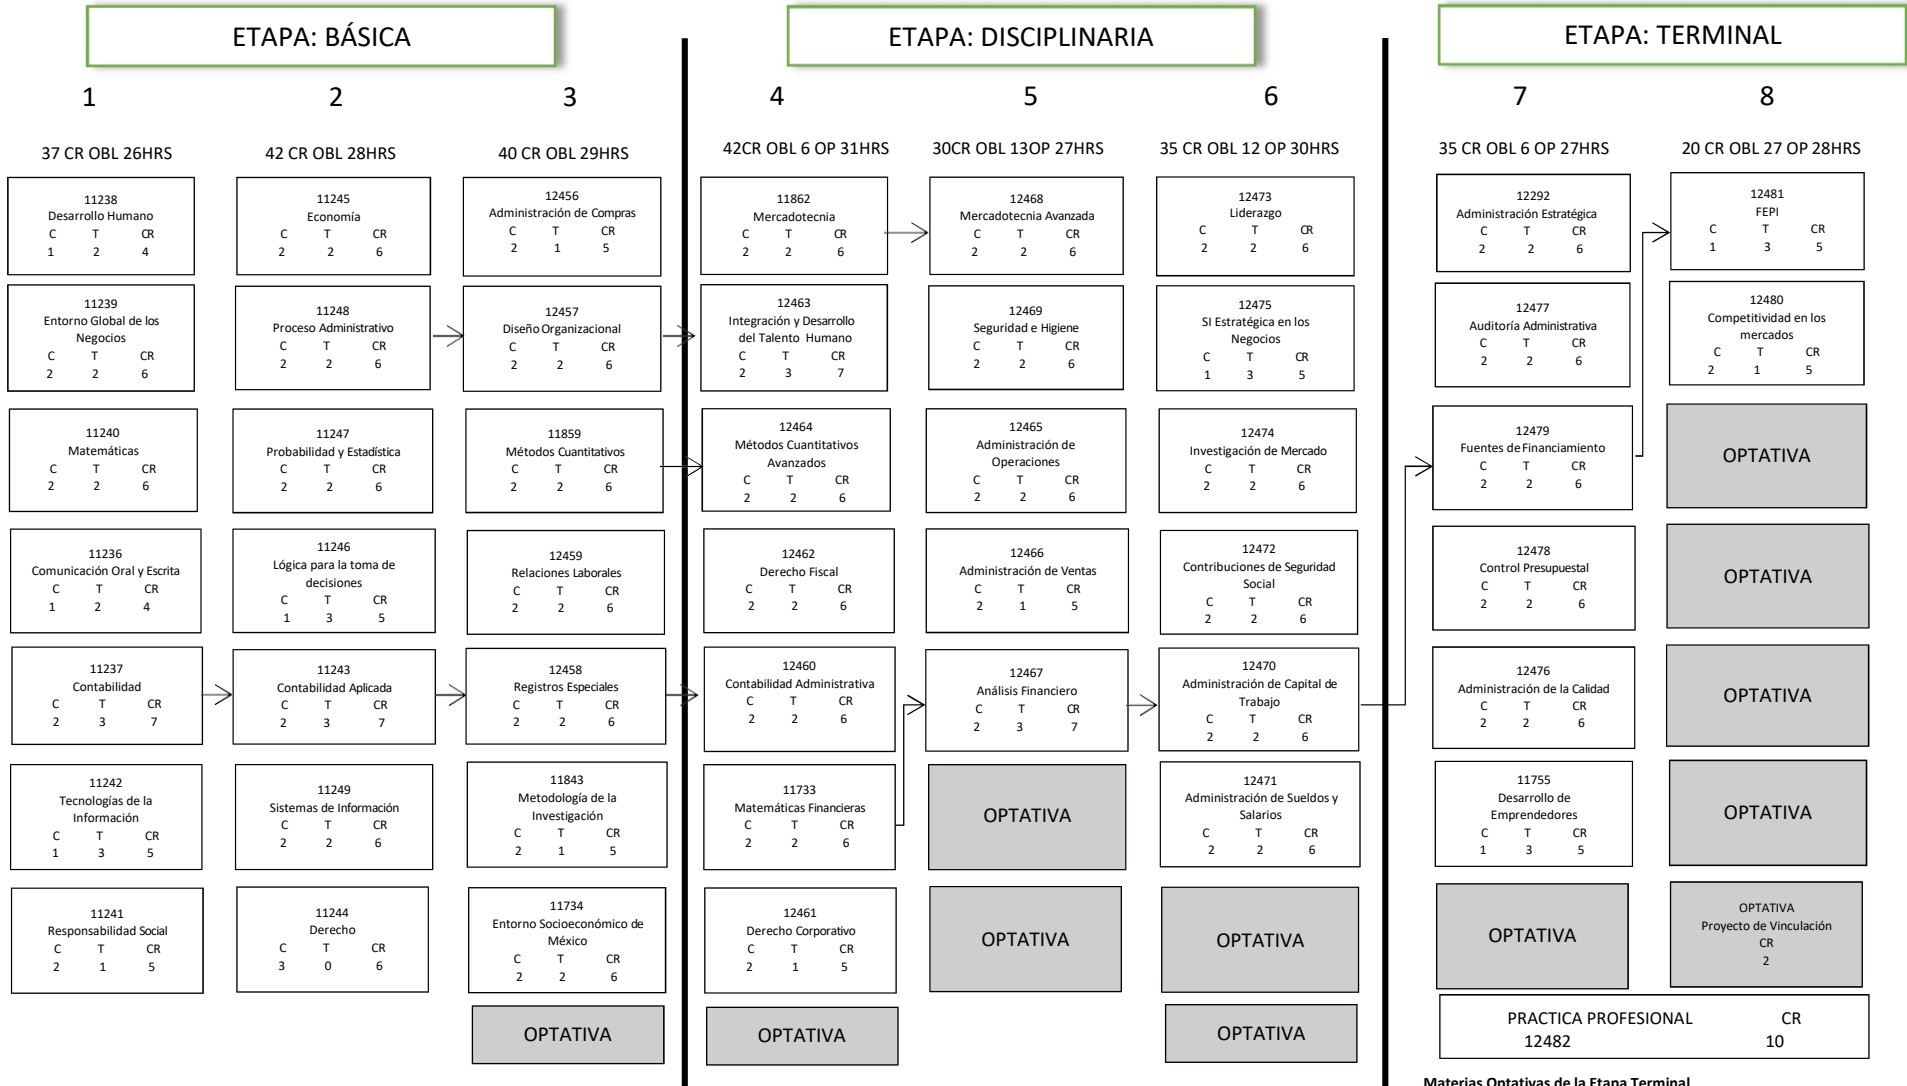 ETAPA: BÁSICA
ETAPA: DISCIPLINARIA
ETAPA: TERMINAL
1
2
3
4
5
6
7
8
37 CR OBL 26HRS
42 CR OBL 28HRS
40 CR OBL 29HRS
42CR OBL 6 OP 31HRS
30CR OBL 13OP 27HRS
35 CR OBL 12 OP 30HRS
35 CR OBL 6 OP 27HRS
20 CR OBL 27 OP 28HRS
11238
Desarrollo Humano
C T CR
1 2 4
11239
Entorno Global de los
Negocios
C T CR
2 2 6
11240
Matemáticas
C T CR
2 2 6
11236
Comunicación Oral y Escrita
C T CR
1 2 4
11237
Contabilidad
C T CR
2 3 7
11242
Tecnologías de la
Información
C T CR
1 3 5
11241
Responsabilidad Social
C T CR
2 1 5
11245
Economía
C T CR
2 2 6
11248
Proceso Administrativo
C T CR
2 2 6
11247
Probabilidad y Estadística
C T CR
2 2 6
11246
Lógica para la toma de
decisiones
C T CR
1 3 5
11243
Contabilidad Aplicada
C T CR
2 3 7
11249
Sistemas de Información
C T CR
2 2 6
11244
Derecho
C T CR
3 0 6
12456
Administración de Compras
C T CR
2 1 5
12457
Diseño Organizacional
C T CR
2 2 6
11859
Métodos Cuantitativos
C T CR
2 2 6
12459
Relaciones Laborales
C T CR
2 2 6
12458
Registros Especiales
C T CR
2 2 6
11843
Metodología de la
Investigación
C T CR
2 1 5
11734
Entorno Socioeconómico de
México
C T CR
2 2 6
OPTATIVA
11862
Mercadotecnia
C T CR
2 2 6
12463
Integración y Desarrollo
del Talento Humano
C T CR
2 3 7
12464
Métodos Cuantitativos
Avanzados
C T CR
2 2 6
12462
Derecho Fiscal
C T CR
2 2 6
12460
Contabilidad Administrativa
C T CR
2 2 6
11733
Matemáticas Financieras
C T CR
2 2 6
12461
Derecho Corporativo
C T CR
2 1 5
OPTATIVA
12468
Mercadotecnia Avanzada
C T CR
2 2 6
12469
Seguridad e Higiene
C T CR
2 2 6
12465
Administración de
Operaciones
C T CR
2 2 6
12466
Administración de Ventas
C T CR
2 1 5
12467
Análisis Financiero
C T CR
2 3 7
OPTATIVA
OPTATIVA
12473
Liderazgo
C T CR
2 2 6
12475
SI Estratégica en los
Negocios
C T CR
1 3 5
12474
Investigación de Mercado
C T CR
2 2 6
12472
Contribuciones de Seguridad
Social
C T CR
2 2 6
12470
Administración de Capital de
Trabajo
C T CR
2 2 6
12471
Administración de Sueldos y
Salarios
C T CR
2 2 6
OPTATIVA
OPTATIVA
12292
Administración Estratégica
C T CR
2 2 6
12477
Auditoría Administrativa
C T CR
2 2 6
12479
Fuentes de Financiamiento
C T CR
2 2 6
12478
Control Presupuestal
C T CR
2 2 6
12476
Administración de la Calidad
C T CR
2 2 6
11755
Desarrollo de
Emprendedores
C T CR
1 3 5
OPTATIVA
12481
FEPI
C T CR
1 3 5
12480
Competitividad en los
mercados
C T CR
2 1 5
OPTATIVA
OPTATIVA
OPTATIVA
OPTATIVA
OPTATIVA
Proyecto de Vinculación
CR
2
PRACTICA PROFESIONAL CR
12482 10
Materias Optativas de la Etapa Terminal